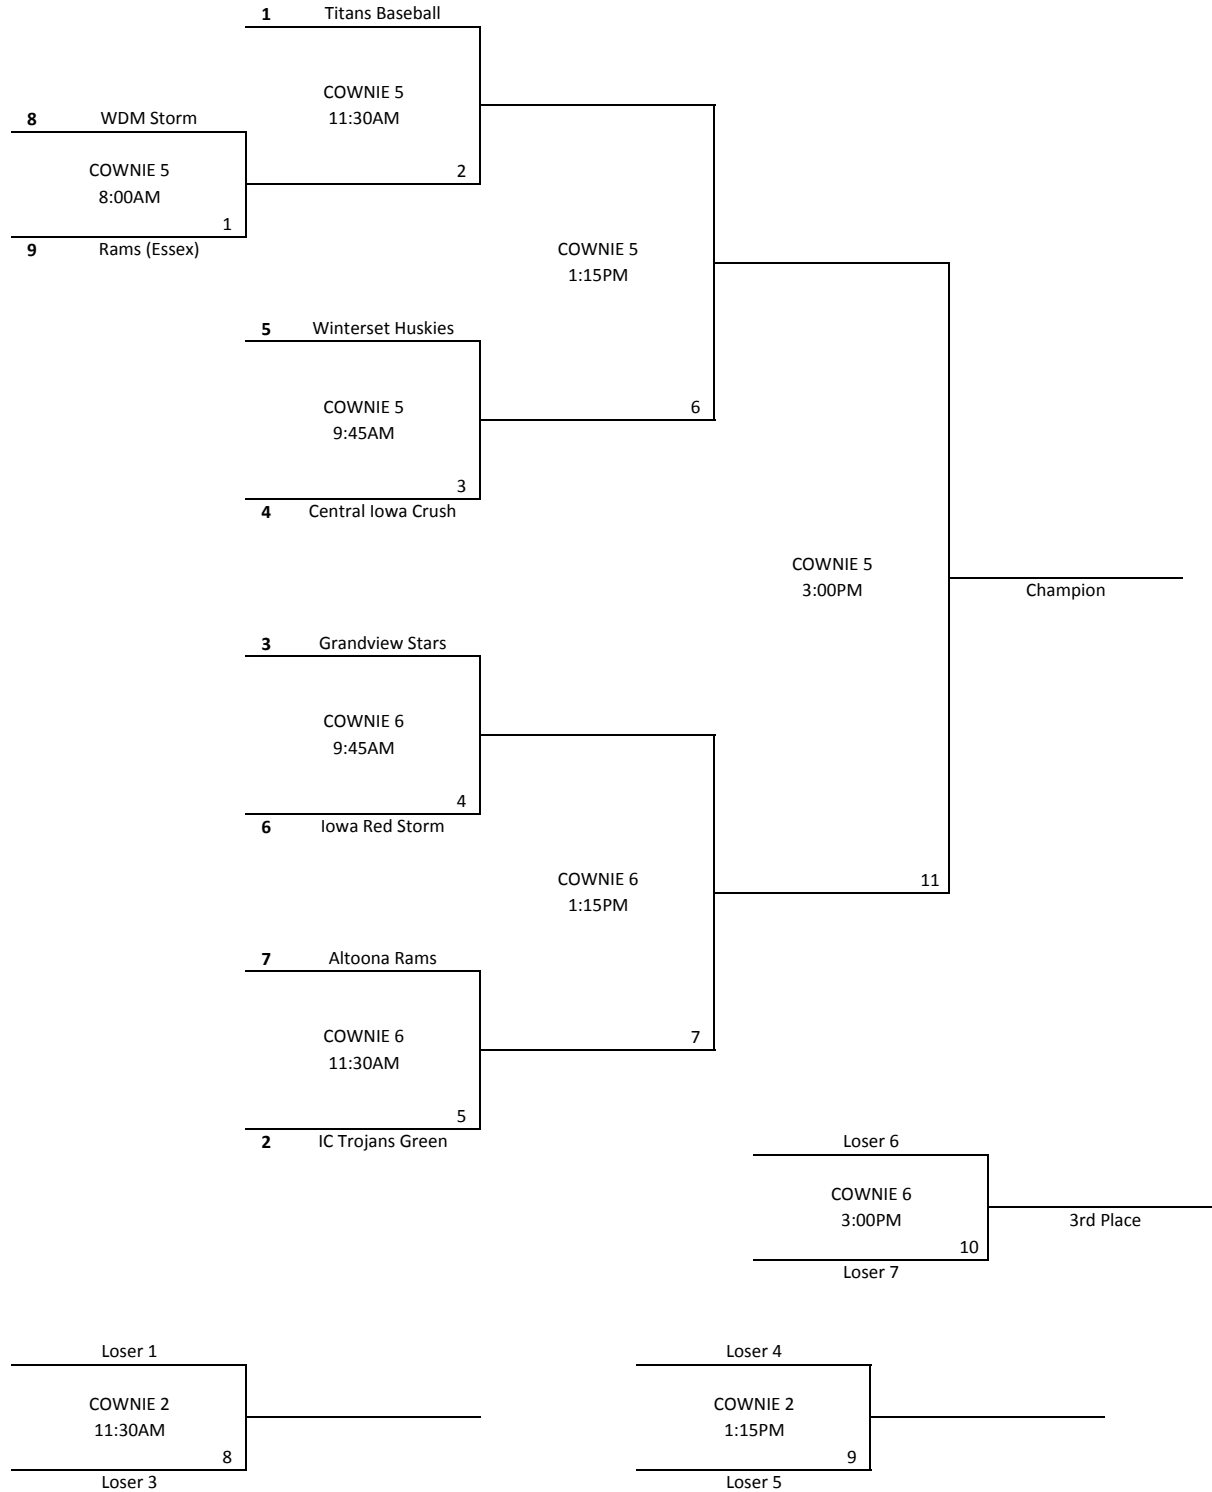 1 Titans Baseball
COWNIE 5
11:30AM
8 WDM Storm
COWNIE 5
8:00AM
2
1
9 Rams (Essex)
COWNIE 5
1:15PM
5 Winterset Huskies
COWNIE 5
9:45AM
6
3
4 Central Iowa Crush
COWNIE 5
3:00PM
Champion
3 Grandview Stars
COWNIE 6
9:45AM
4
6 Iowa Red Storm
COWNIE 6
1:15PM
11
7 Altoona Rams
COWNIE 6
11:30AM
7
5
2 IC Trojans Green
Loser 6
COWNIE 6
3:00PM
3rd Place
10
Loser 7
Loser 1
COWNIE 2
11:30AM
8
Loser 3
Loser 4
COWNIE 2
1:15PM
9
Loser 5